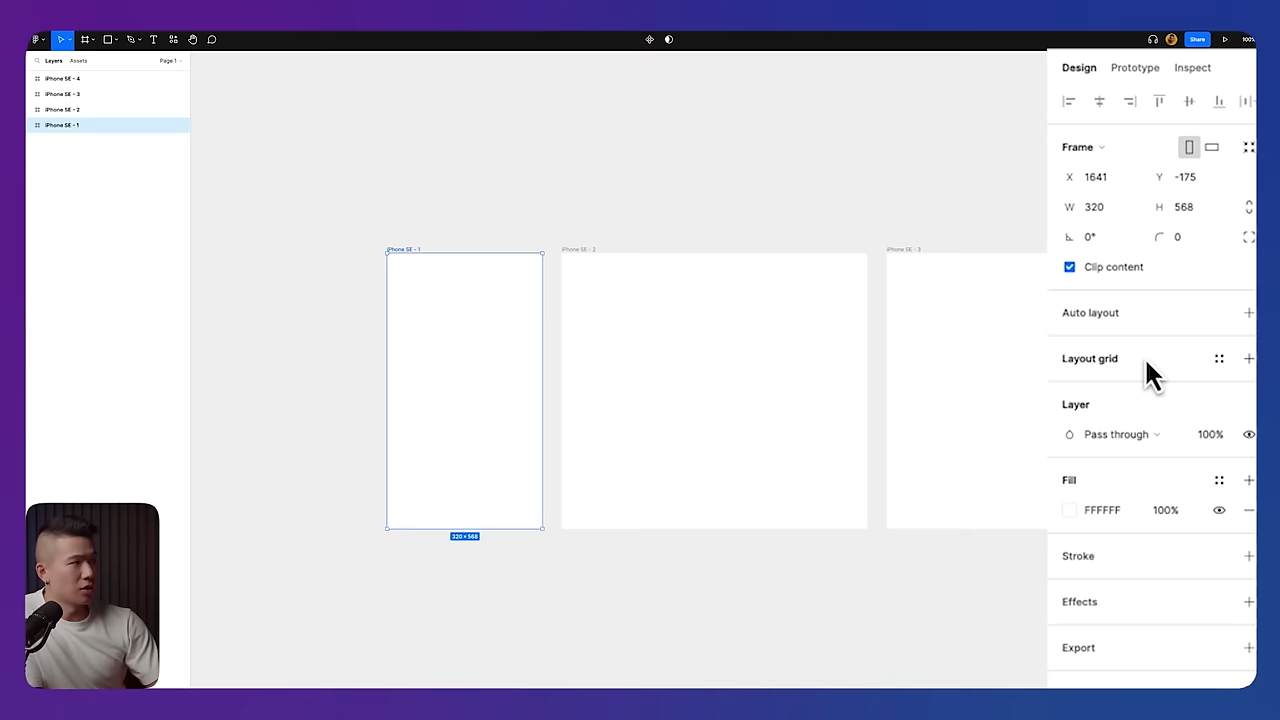 100%
Share
Layers Assets Page 1
iPhone SE - 4
iPhone SE - 3
iPhone SE - 2
iPhone SE - 1
iPhone SE - 1
iPhone SE - 2
iPhone SE - 3
320 × 568
Design Prototype Inspect
Frame
X 1641 Y -175
W 320 H 568
0° 0
Clip content
Auto layout
Layout grid
Layer
Pass through 100%
Fill
FFFFFF 100%
Stroke
Effects
Export